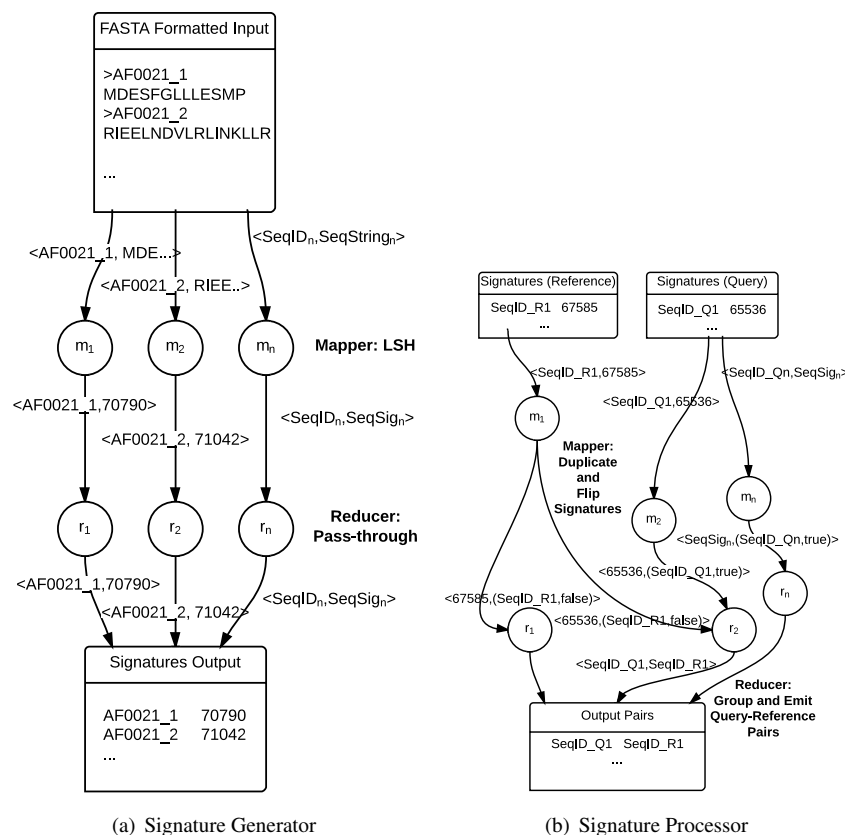 FASTA Formatted Input
>AF0021_1
MDESFGLLLESMP
>AF0021_2
RIEELNDVLRLINKLLR
...
<AF0021_1, MDE...>
<AF0021_2, RIEE..>
<SeqIDn,SeqStringn>
m1
m2
mn
Mapper: LSH
<AF0021_1,70790>
<AF0021_2, 71042>
<SeqIDn,SeqSign>
r1
r2
rn
Reducer:
Pass-through
<AF0021_1,70790>
<AF0021_2, 71042>
<SeqIDn,SeqSign>
Signatures Output
AF0021_1 70790
AF0021_2 71042
...
(a) Signature Generator
Signatures (Reference)
SeqID_R1 67585
...
Signatures (Query)
SeqID_Q1 65536
...
<SeqID_R1,67585>
<SeqID_Qn,SeqSign>
<SeqID_Q1,65536>
m1
Mapper:
Duplicate
and
Flip
Signatures
m2
mn
<SeqSign,(SeqID_Qn,true)>
<65536,(SeqID_Q1,true)>
<67585,(SeqID_R1,false)>
<65536,(SeqID_R1,false)>
r1
r2
rn
<SeqID_Q1,SeqID_R1>
Reducer:
Group and Emit
Query-Reference
Pairs
Output Pairs
SeqID_Q1 SeqID_R1
...
(b) Signature Processor